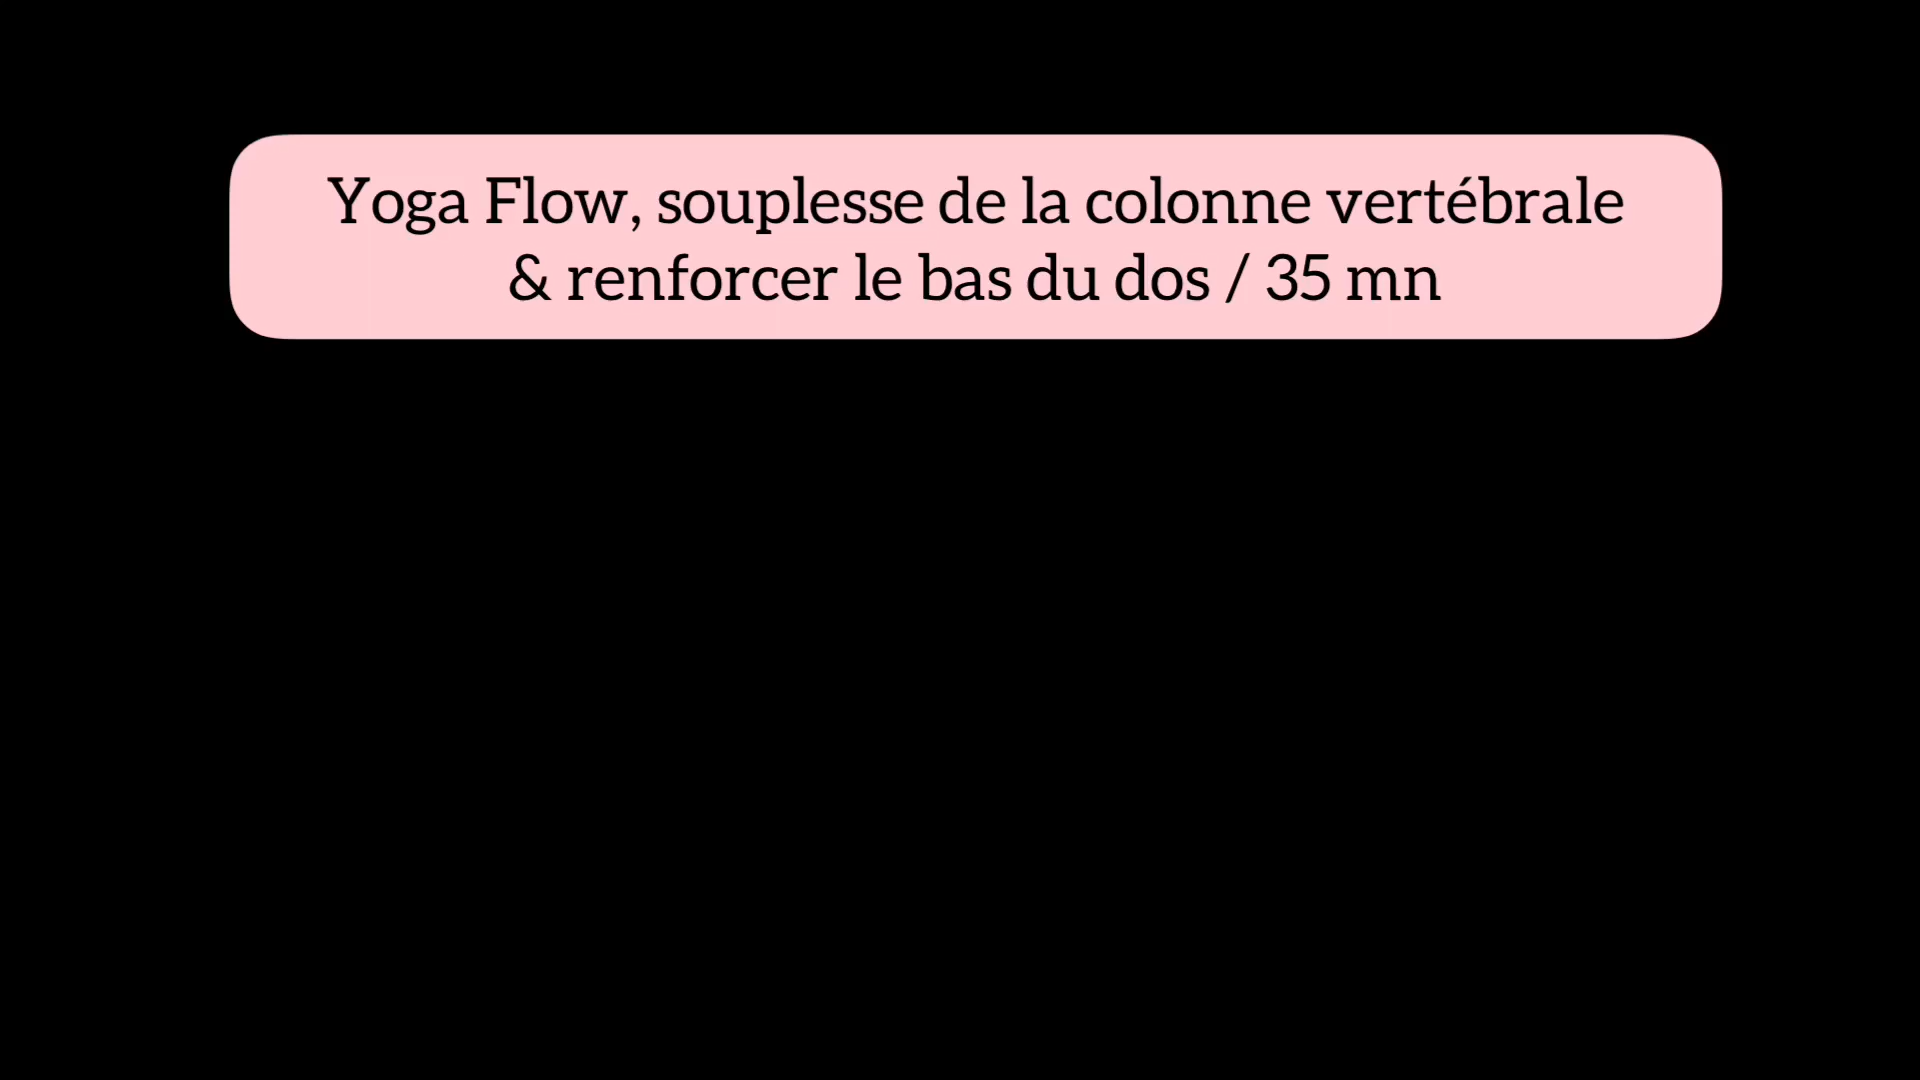 Yoga Flow, souplesse de la colonne vertébrale
& renforcer le bas du dos / 35 mn